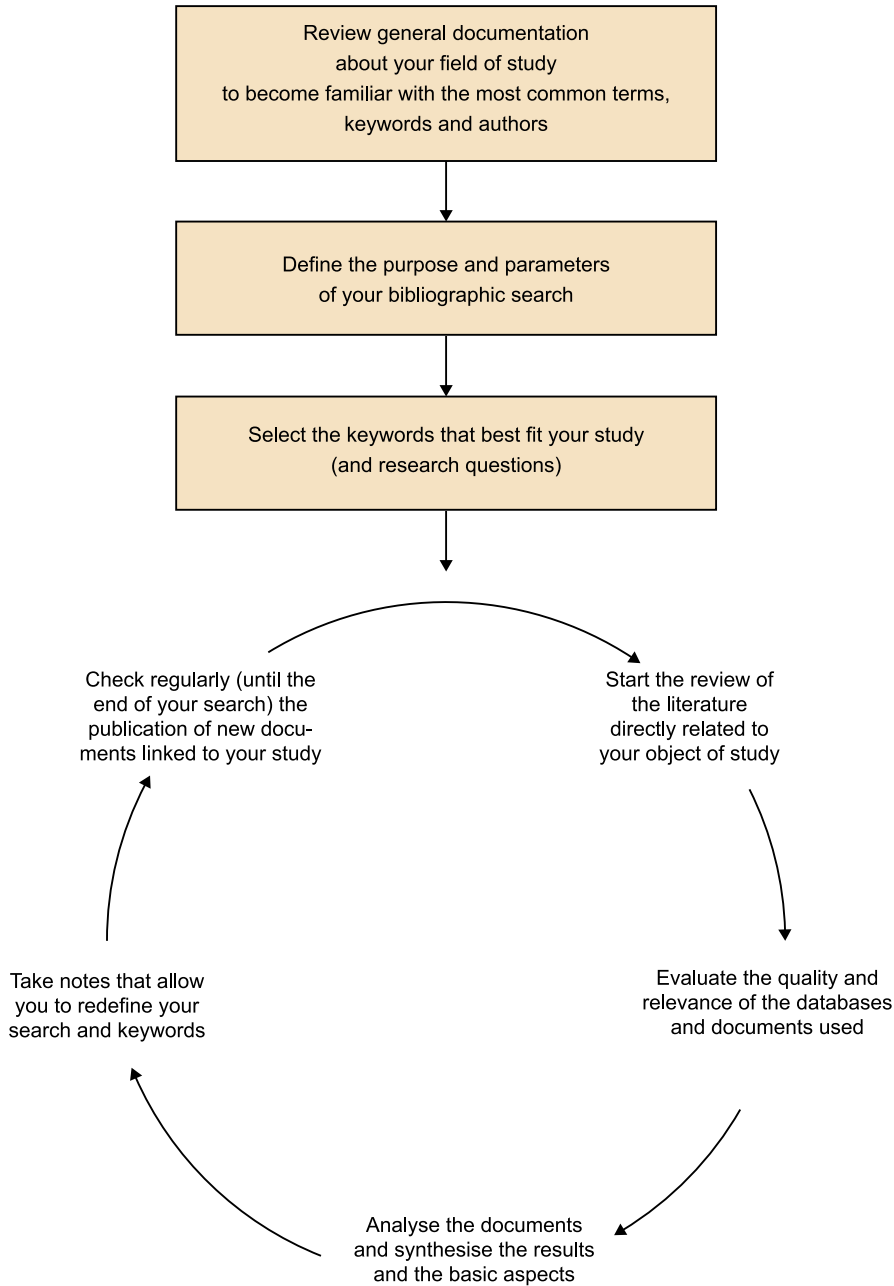 Review general documentation
about your field of study
to become familiar with the most common terms,
keywords and authors
Define the purpose and parameters
of your bibliographic search
Select the keywords that best fit your study
(and research questions)
Start the review of
the literature
directly related to
your object of study
Evaluate the quality and
relevance of the databases
and documents used
Analyse the documents
and synthesise the results
and the basic aspects
Take notes that allow
you to redefine your
search and keywords
Check regularly (until the
end of your search) the
publication of new docu-
ments linked to your study